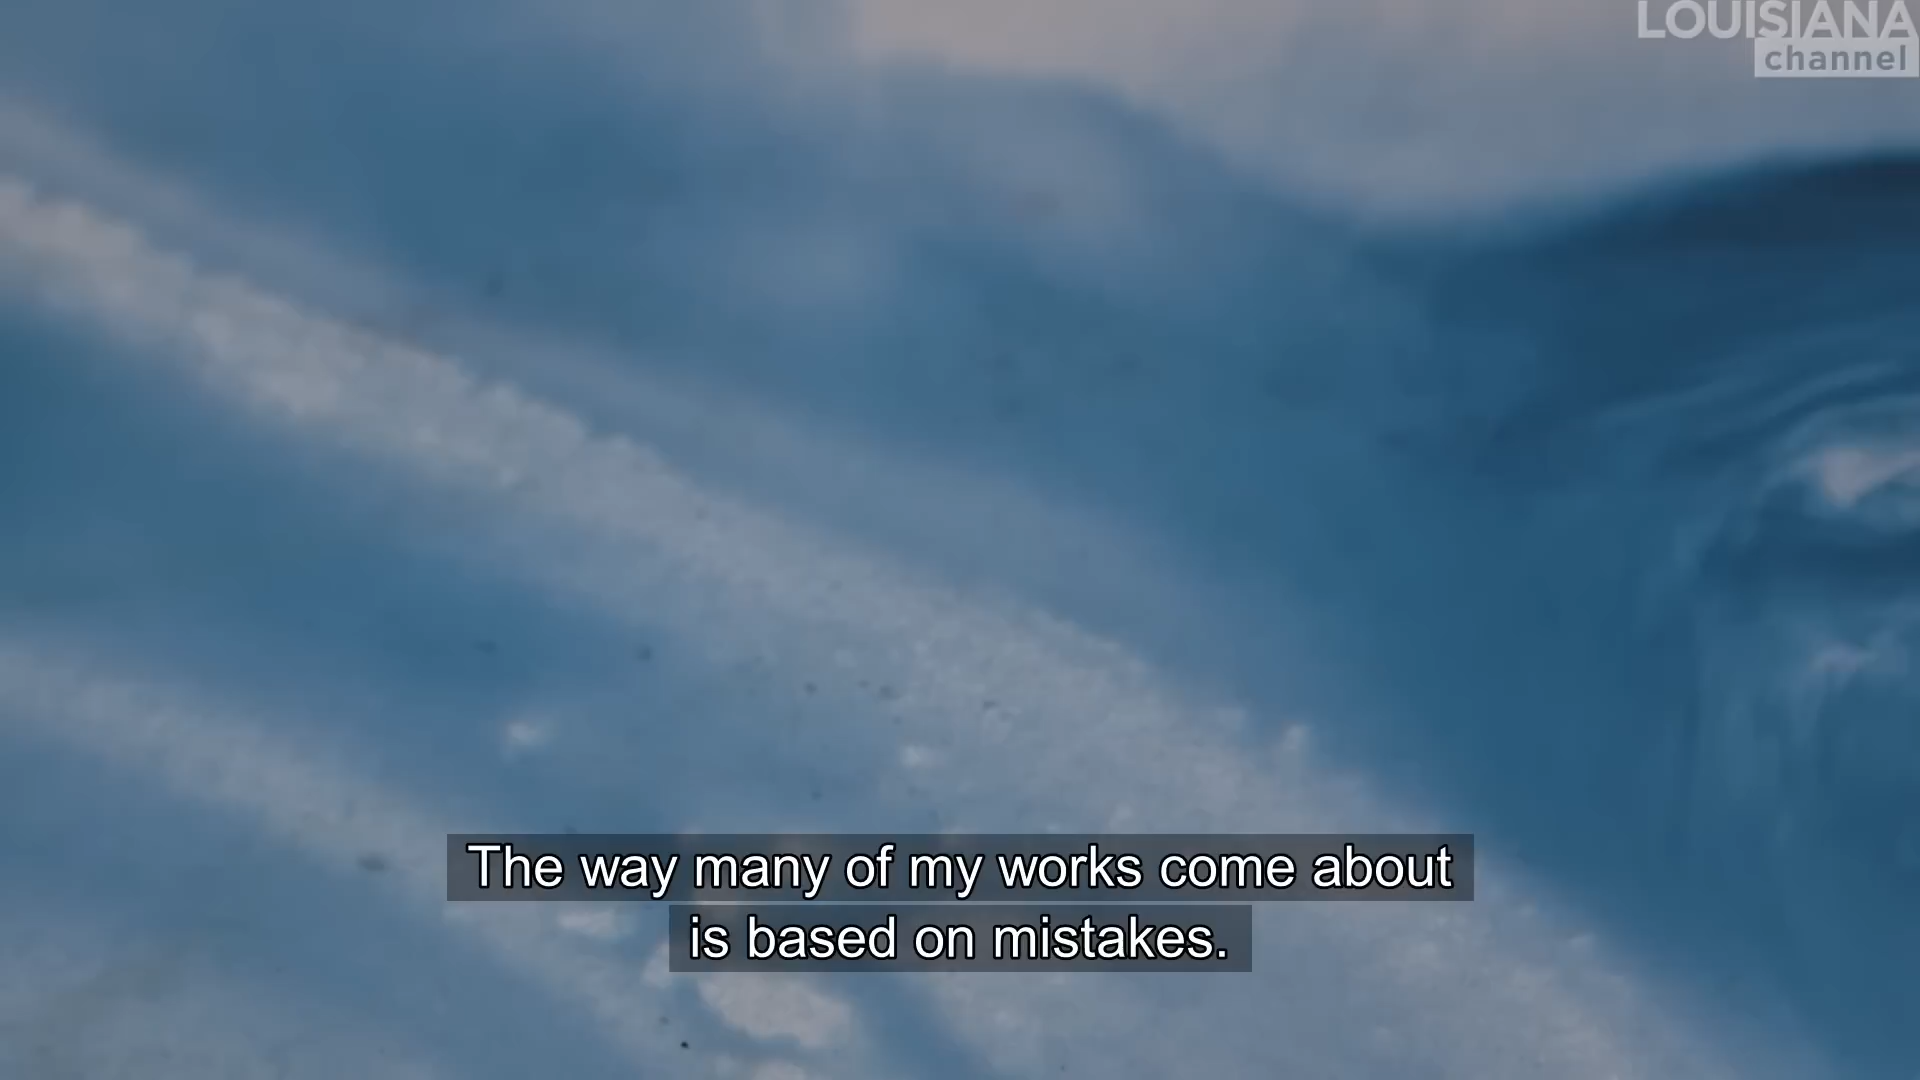 LOUISIANA
channel
The way many of my works come about
is based on mistakes.